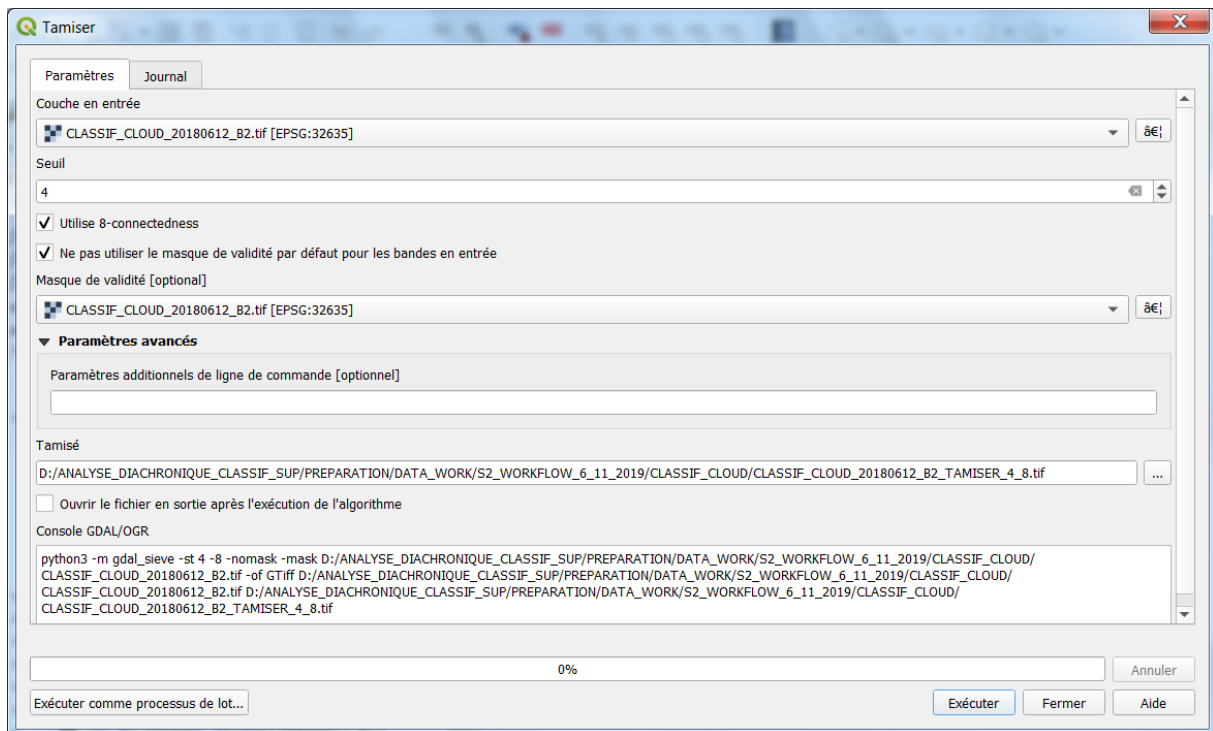 Tamiser
Paramètres
Journal
Couche en entrée
CLASSIF_CLOUD_20180612_B2.tif [EPSG:32635]
â€¦
Seuil
4
Utilise 8-connectedness
Ne pas utiliser le masque de validité par défaut pour les bandes en entrée
Masque de validité [optional]
CLASSIF_CLOUD_20180612_B2.tif [EPSG:32635]
â€¦
Paramètres avancés
Paramètres additionnels de ligne de commande [optionnel]
Tamisé
D:/ANALYSE_DIACHRONIQUE_CLASSIF_SUP/PREPARATION/DATA_WORK/S2_WORKFLOW_6_11_2019/CLASSIF_CLOUD/CLASSIF_CLOUD_20180612_B2_TAMISER_4_8.tif
...
Ouvrir le fichier en sortie après l'exécution de l'algorithme
Console GDAL/OGR
python3 -m gdal_sieve -st 4 -8 -nomask -mask D:/ANALYSE_DIACHRONIQUE_CLASSIF_SUP/PREPARATION/DATA_WORK/S2_WORKFLOW_6_11_2019/CLASSIF_CLOUD/
CLASSIF_CLOUD_20180612_B2.tif -of GTiff D:/ANALYSE_DIACHRONIQUE_CLASSIF_SUP/PREPARATION/DATA_WORK/S2_WORKFLOW_6_11_2019/CLASSIF_CLOUD/
CLASSIF_CLOUD_20180612_B2.tif D:/ANALYSE_DIACHRONIQUE_CLASSIF_SUP/PREPARATION/DATA_WORK/S2_WORKFLOW_6_11_2019/CLASSIF_CLOUD/
CLASSIF_CLOUD_20180612_B2_TAMISER_4_8.tif
0%
Annuler
Exécuter comme processus de lot...
Exécuter
Fermer
Aide